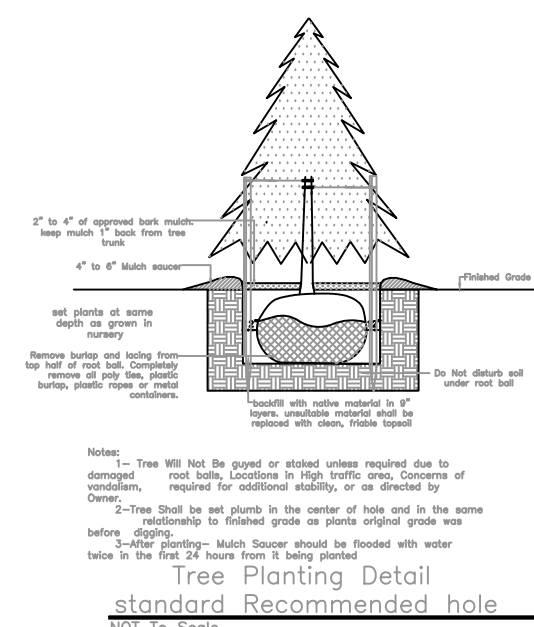 2" to 4" of approved bark mulch.
keep mulch 1" back from tree
trunk
4" to 6" Mulch saucer
Finished Grade
set plants at same
depth as grown in
nursery
Remove burlap and lacing from
top half of root ball. Completely
remove all poly ties, plastic
burlap, plastic ropes or metal
containers.
Do Not disturb soil
under root ball
backfill with native material in 9"
layers. unsuitable material shall be
replaced with clean, friable topsoil
Notes:
1- Tree Will Not Be guyed or staked unless required due to
damaged root balls, Locations in High traffic area, Concerns of
vandalism, required for additional stability, or as directed by
Owner.
2-Tree Shall be set plumb in the center of hole and in the same
relationship to finished grade as plants original grade was
before digging.
3-After planting- Mulch Saucer should be flooded with water
twice in the first 24 hours from it being planted
Tree Planting Detail
standard Recommended hole
NOT To Scale